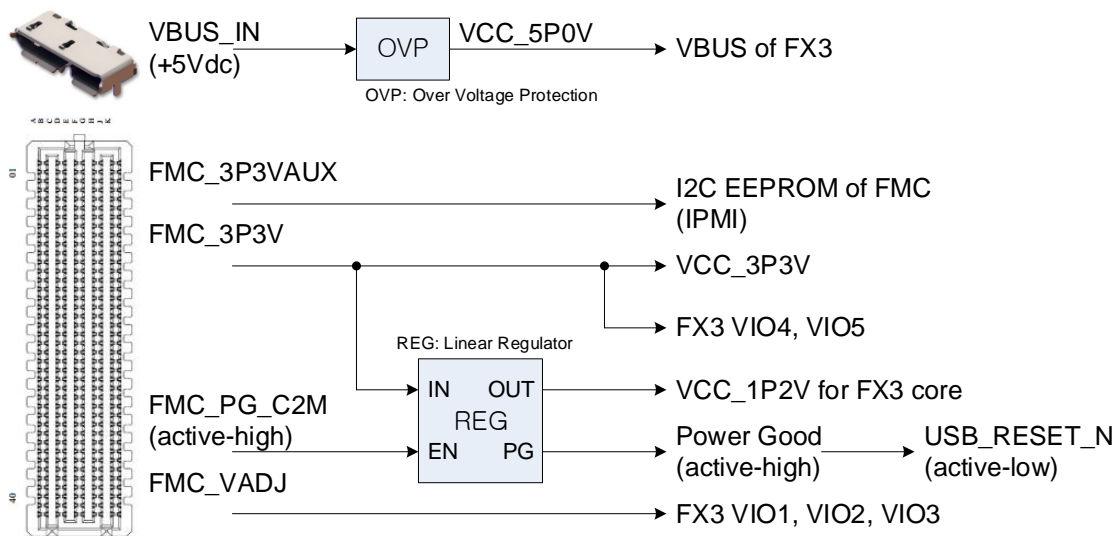 VBUS_IN
(+5Vdc)
OVP
VCC_5P0V
VBUS of FX3
OVP: Over Voltage Protection
A B C D E F G H J K
01
FMC_3P3VAUX
I2C EEPROM of FMC
(IPMI)
FMC_3P3V
VCC_3P3V
FX3 VIO4, VIO5
REG: Linear Regulator
IN OUT
REG
EN PG
VCC_1P2V for FX3 core
FMC_PG_C2M
(active-high)
Power Good
(active-high)
USB_RESET_N
(active-low)
FMC_VADJ
40
FX3 VIO1, VIO2, VIO3